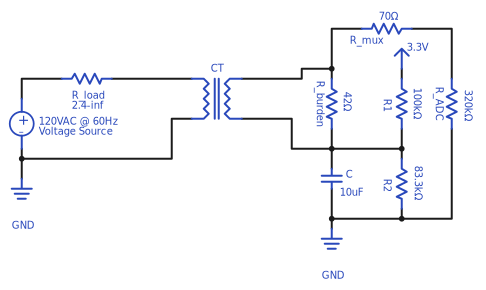 70Ω
R_mux
3.3V
CT
R_load
2.4-inf
120VAC @ 60Hz
Voltage Source
+
-
R_burden
42Ω
R1
100kΩ
R_ADC
320kΩ
C
10uF
R2
83.3kΩ
GND
GND